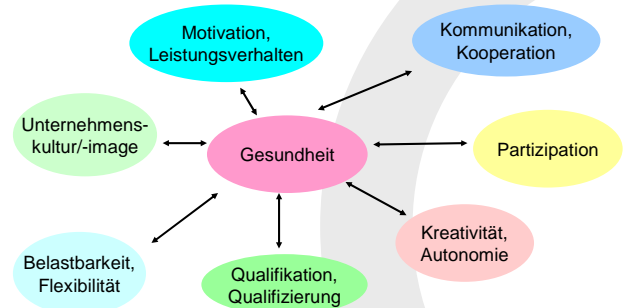 Motivation,
Leistungsverhalten
Kommunikation,
Kooperation
Unternehmens-
kultur/-image
Gesundheit
Partizipation
Kreativität,
Autonomie
Belastbarkeit,
Flexibilität
Qualifikation,
Qualifizierung